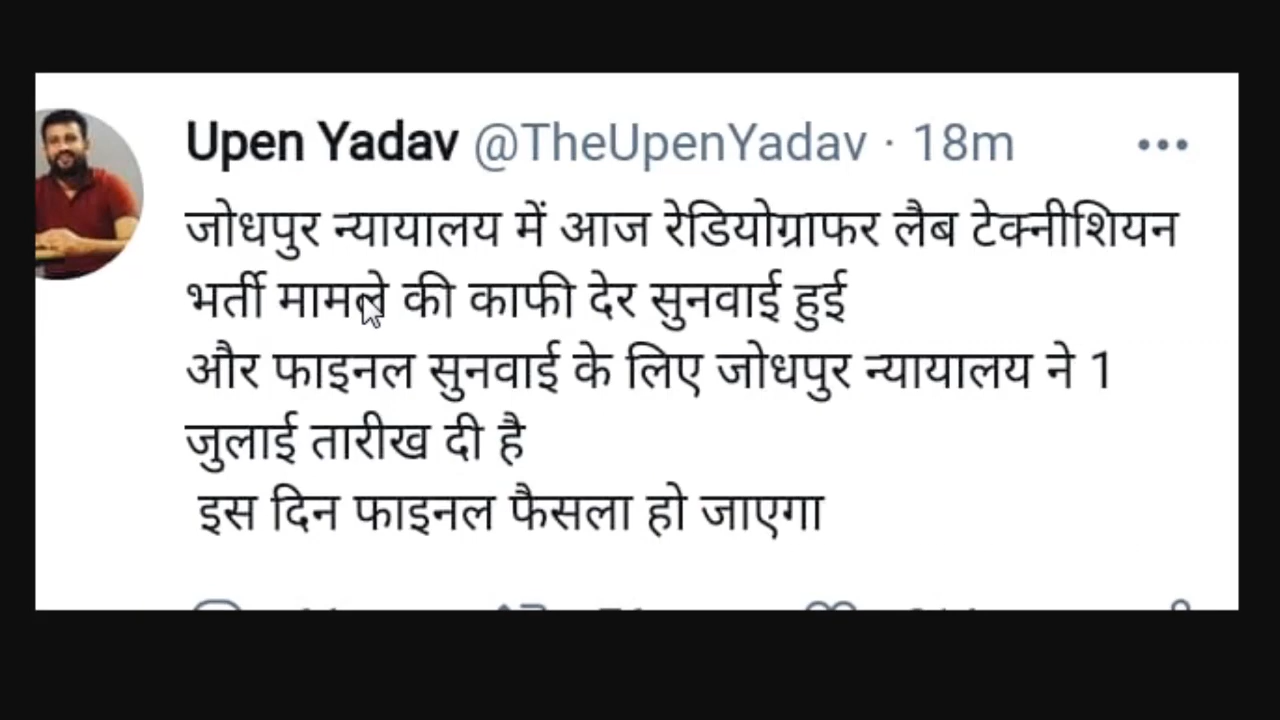 Upen Yadav @TheUpenYadav · 18m
जोधपुर न्यायालय में आज रेडियोग्राफर लैब टेक्नीशियन
भर्ती मामले की काफी देर सुनवाई हुई
और फाइनल सुनवाई के लिए जोधपुर न्यायालय ने 1
जुलाई तारीख दी है
इस दिन फाइनल फैसला हो जाएगा